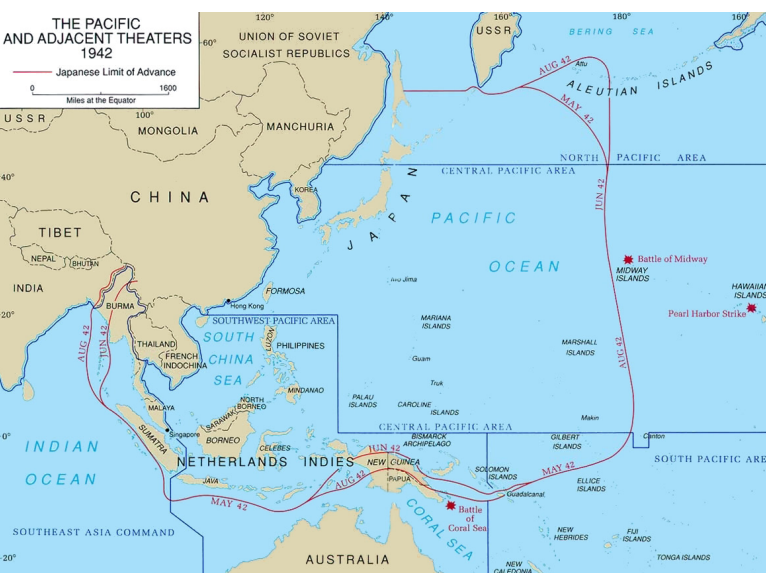 THE PACIFIC
AND ADJACENT THEATERS
1942
Japanese Limit of Advance
0
1600
Miles at the Equator
120°
140°
180°
160°
60°
UNION OF SOVIET
SOCIALIST REPUBLICS
USSR
BERING SEA
AUG 42
Attu
ALEUTIAN ISLANDS
MAY 42
USSR
100°
MONGOLIA
MANCHURIA
NORTH PACIFIC AREA
CENTRAL PACIFIC AREA
40°
CHINA
KOREA
JAPAN
JUN 42
PACIFIC
OCEAN
TIBET
NEPAL
BHUTAN
INDIA
BURMA
Battle of Midway
MIDWAY
ISLANDS
HAWAIIAN
ISLANDS
Pearl Harbor Strike
Iwo Jima
FORMOSA
Hong Kong
20°
SOUTHWEST PACIFIC AREA
MARIANA
ISLANDS
AUG 42
JUN 42
THAILAND
FRENCH
INDOCHINA
SOUTH
CHINA
SEA
LUZON
PHILIPPINES
MARSHALL
ISLANDS
AUG 42
Guam
Truk
MINDANAO
PALAU
ISLANDS
CAROLINE
ISLANDS
MALAYA
NORTH
BORNEO
SARAWAK
Makin
CENTRAL PACIFIC AREA
0°
Singapore
SUMATRA
BORNEO
CELEBES
BISMARCK
ARCHIPELAGO
GILBERT
ISLANDS
Canton
INDIAN
OCEAN
JUN 42
NETHERLANDS INDIES
NEW GUINEA
PAPUA
SOLOMON
ISLANDS
MAY 42
SOUTH PACIFIC ARE
JAVA
AUG 42
MAY 42
Guadalcanal
ELLICE
ISLANDS
Battle
of
Coral Sea
CORAL SEA
SOUTHEAST ASIA COMMAND
NEW
HEBRIDES
FIJI
ISLANDS
20°
AUSTRALIA
TONGA ISLANDS
NEW
CALEDONIA